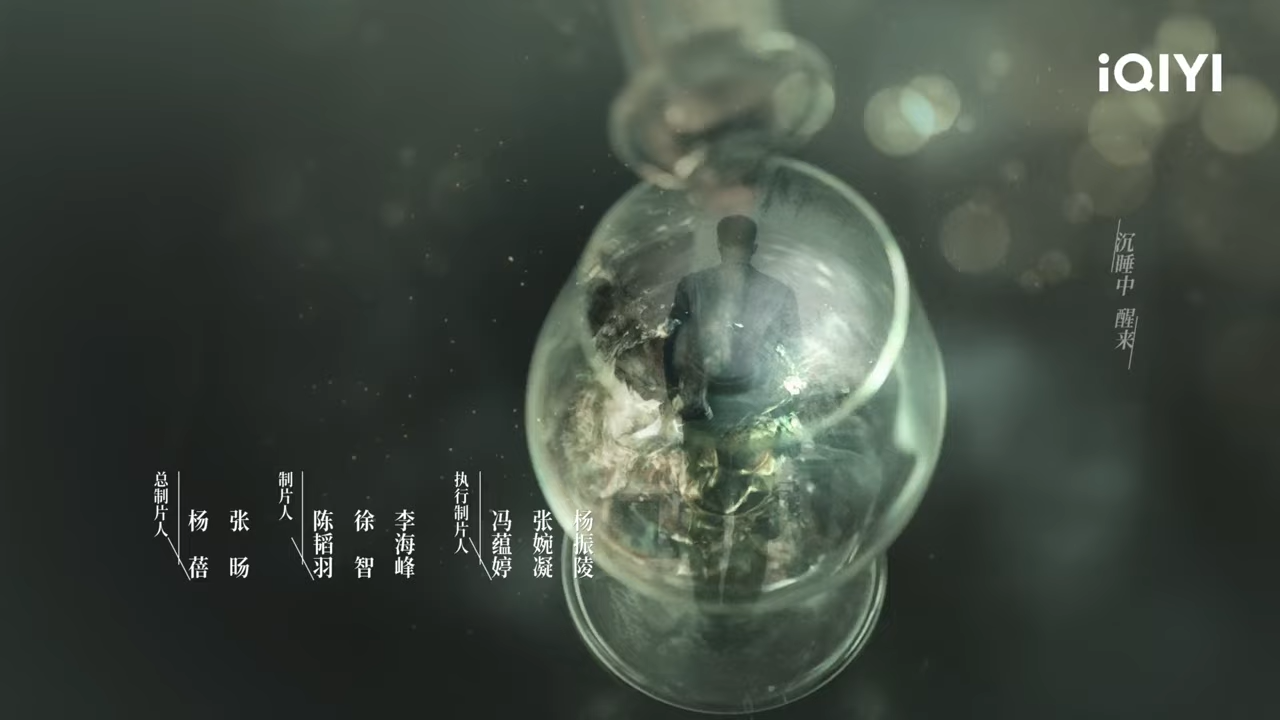 iQIYI
沉睡中 醒来
总制片人
杨蓓
张旸
制片人
陈韬羽
徐智
李海峰
执行制片人
冯蕴婷
张婉凝
杨振陵